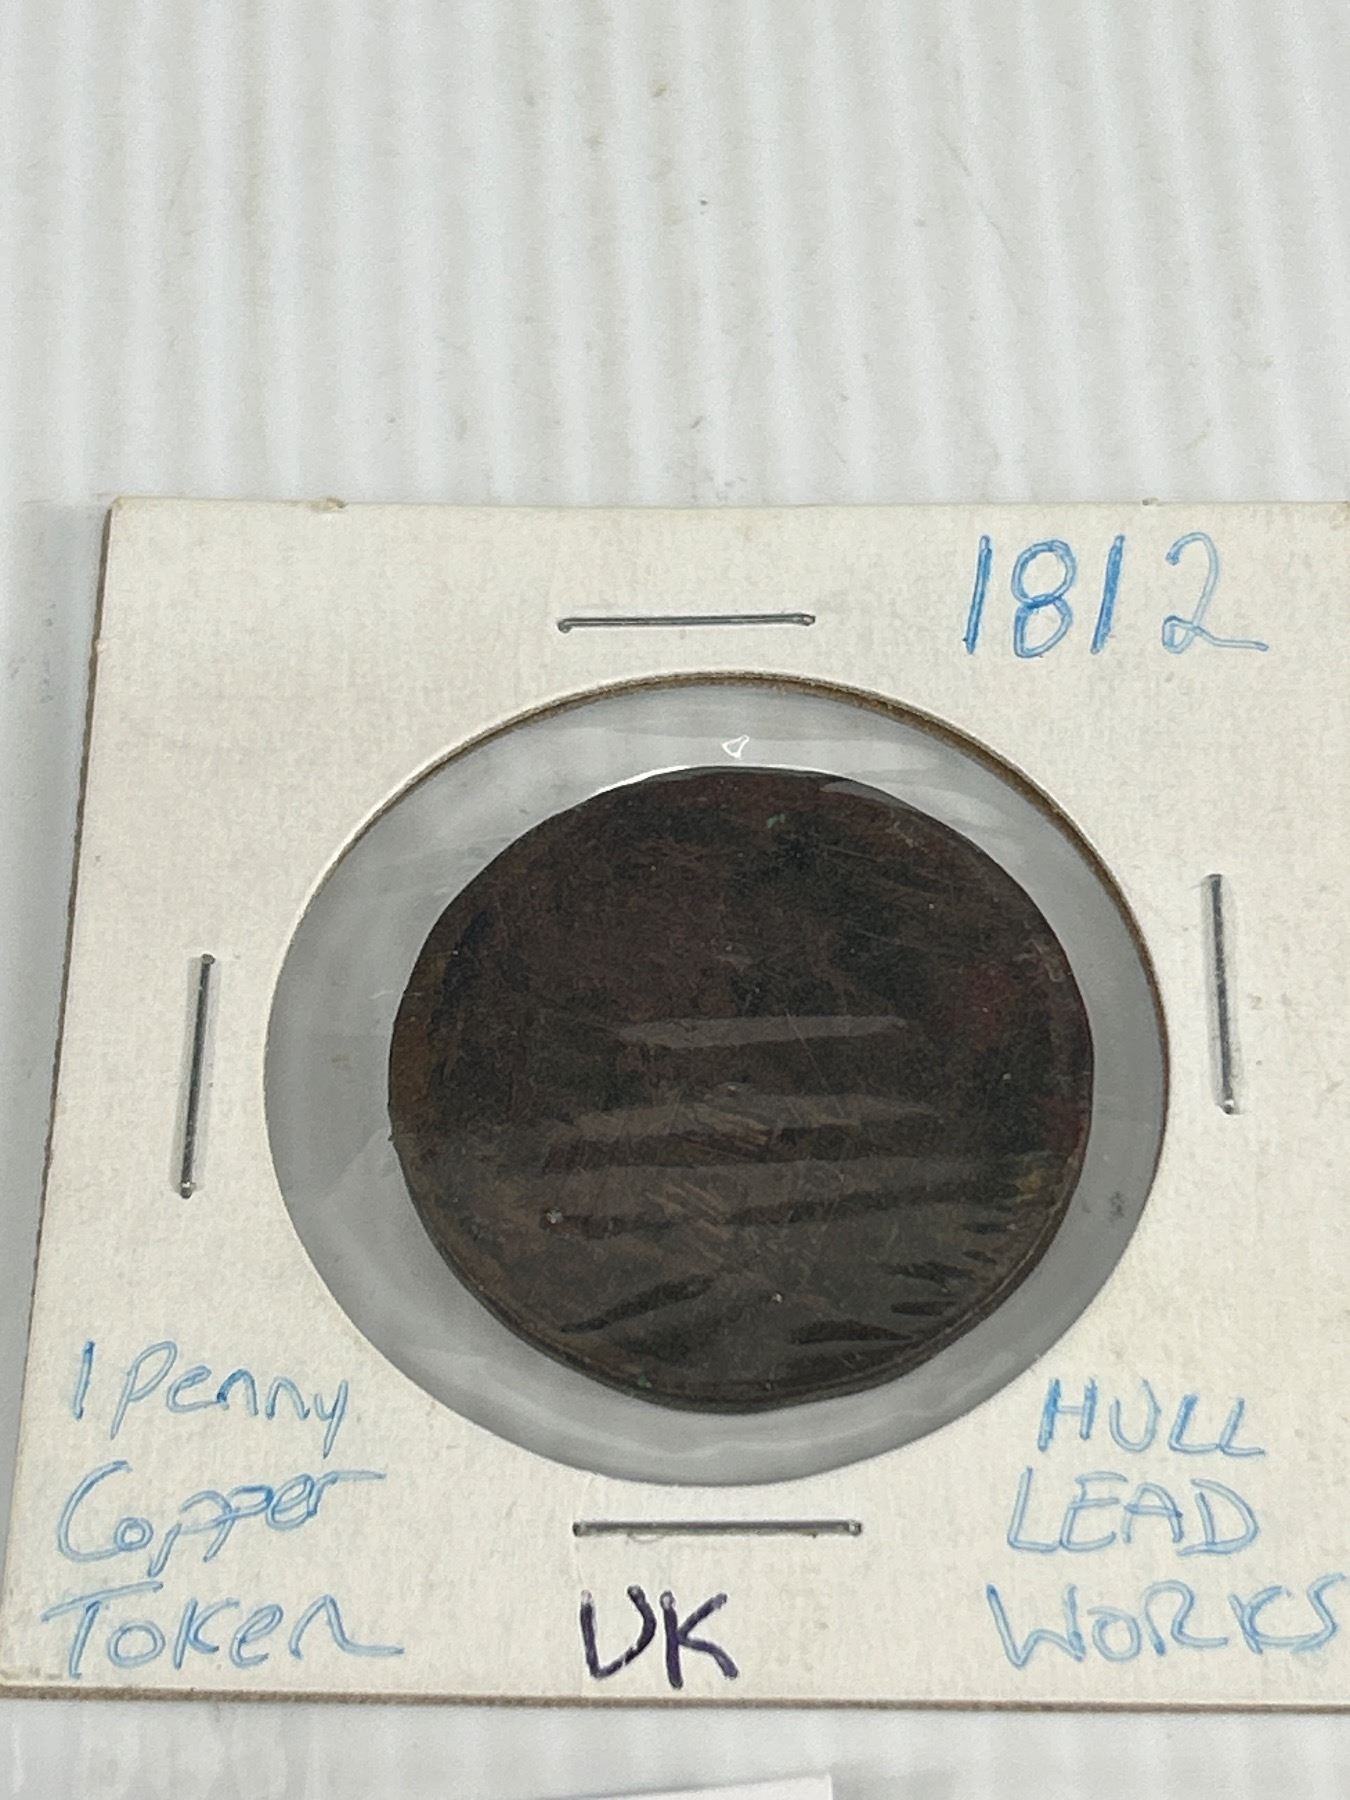 1812
1 Penny
Copper
Token
UK
HULL
LEAD
WORKS